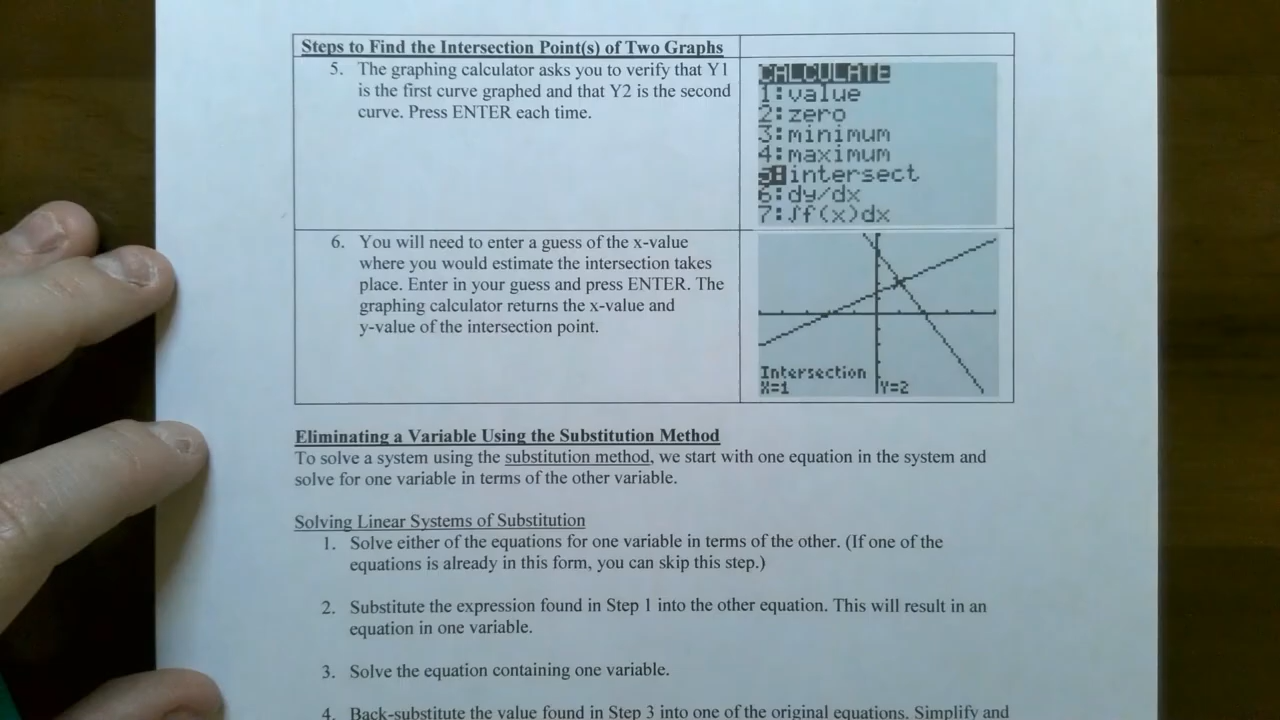 Steps to Find the Intersection Point(s) of Two Graphs
5. The graphing calculator asks you to verify that Y1
is the first curve graphed and that Y2 is the second
curve. Press ENTER each time.
CALCULATE
1:value
2:zero
3:minimum
4:maximum
5:intersect
6:dy/dx
7:∫f(x)dx
6. You will need to enter a guess of the x-value
where you would estimate the intersection takes
place. Enter in your guess and press ENTER. The
graphing calculator returns the x-value and
y-value of the intersection point.
Intersection
X=1 Y=2
Eliminating a Variable Using the Substitution Method
To solve a system using the substitution method, we start with one equation in the system and
solve for one variable in terms of the other variable.
Solving Linear Systems of Substitution
1. Solve either of the equations for one variable in terms of the other. (If one of the
equations is already in this form, you can skip this step.)
2. Substitute the expression found in Step 1 into the other equation. This will result in an
equation in one variable.
3. Solve the equation containing one variable.
4. Back-substitute the value found in Step 3 into one of the original equations. Simplify and